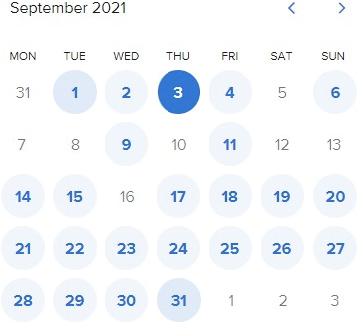 September 2021
MON TUE WED THU FRI SAT SUN
31 1 2 3 4 5 6
7 8 9 10 11 12 13
14 15 16 17 18 19 20
21 22 23 24 25 26 27
28 29 30 31 1 2 3